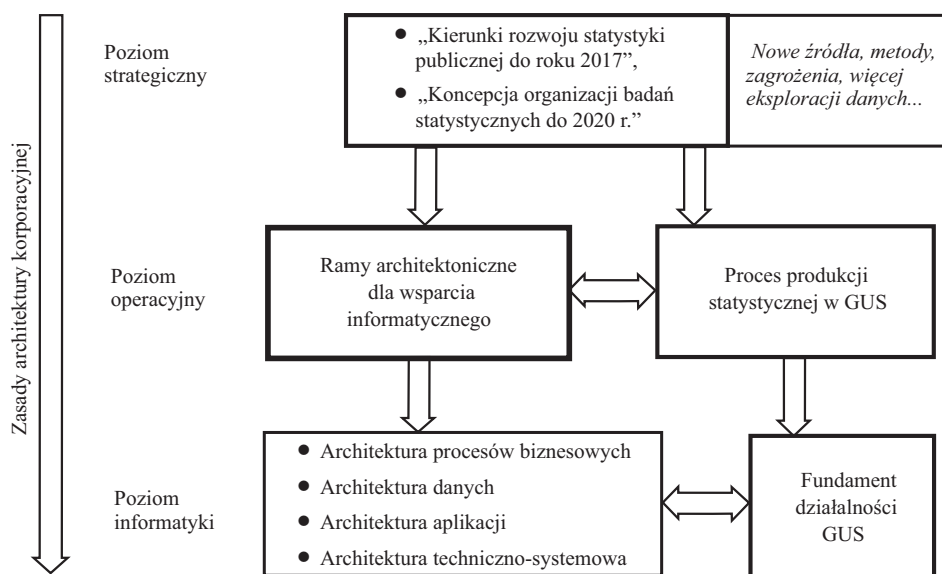 Zasady architektury korporacyjnej
Poziom
strategiczny
● „Kierunki rozwoju statystyki
publicznej do roku 2017”,
● „Koncepcja organizacji badań
statystycznych do 2020 r.”
Nowe źródła, metody,
zagrożenia, więcej
eksploracji danych...
Poziom
operacyjny
Ramy architektoniczne
dla wsparcia
informatycznego
Proces produkcji
statystycznej w GUS
Poziom
informatyki
● Architektura procesów biznesowych
● Architektura danych
● Architektura aplikacji
● Architektura techniczno-systemowa
Fundament
działalności
GUS